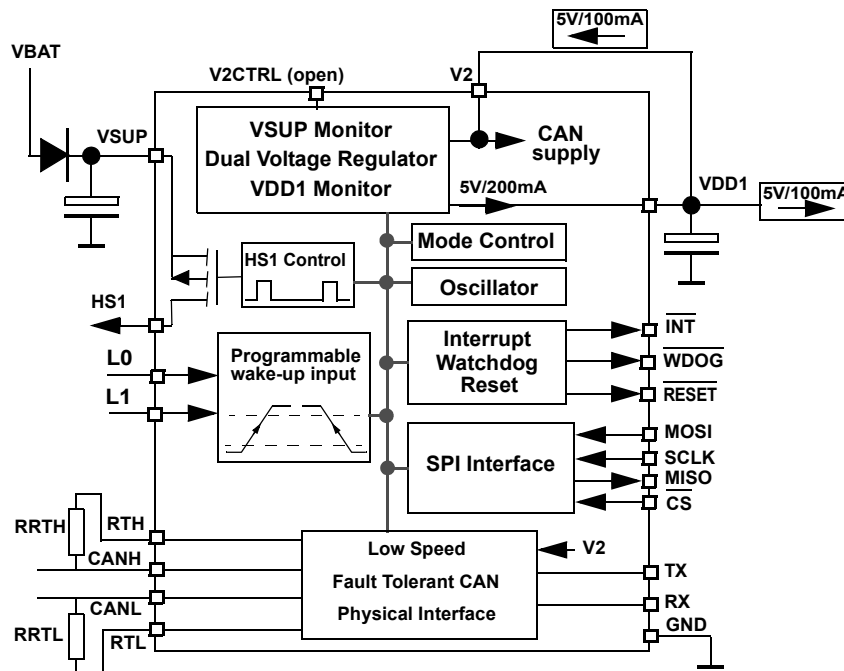 5V/100mA
VBAT
V2CTRL (open)
V2
VSUP
VSUP Monitor
Dual Voltage Regulator
VDD1 Monitor
CAN
supply
5V/200mA
VDD1
5V/100mA
Mode Control
HS1 Control
Oscillator
HS1
INT
L0
Programmable
wake-up input
Interrupt
Watchdog
Reset
WDOG
L1
RESET
MOSI
SPI Interface
SCLK
MISO
CS
RRTH
RTH
Low Speed
V2
CANH
Fault Tolerant CAN
TX
CANL
Physical Interface
RX
RRTL
RTL
GND